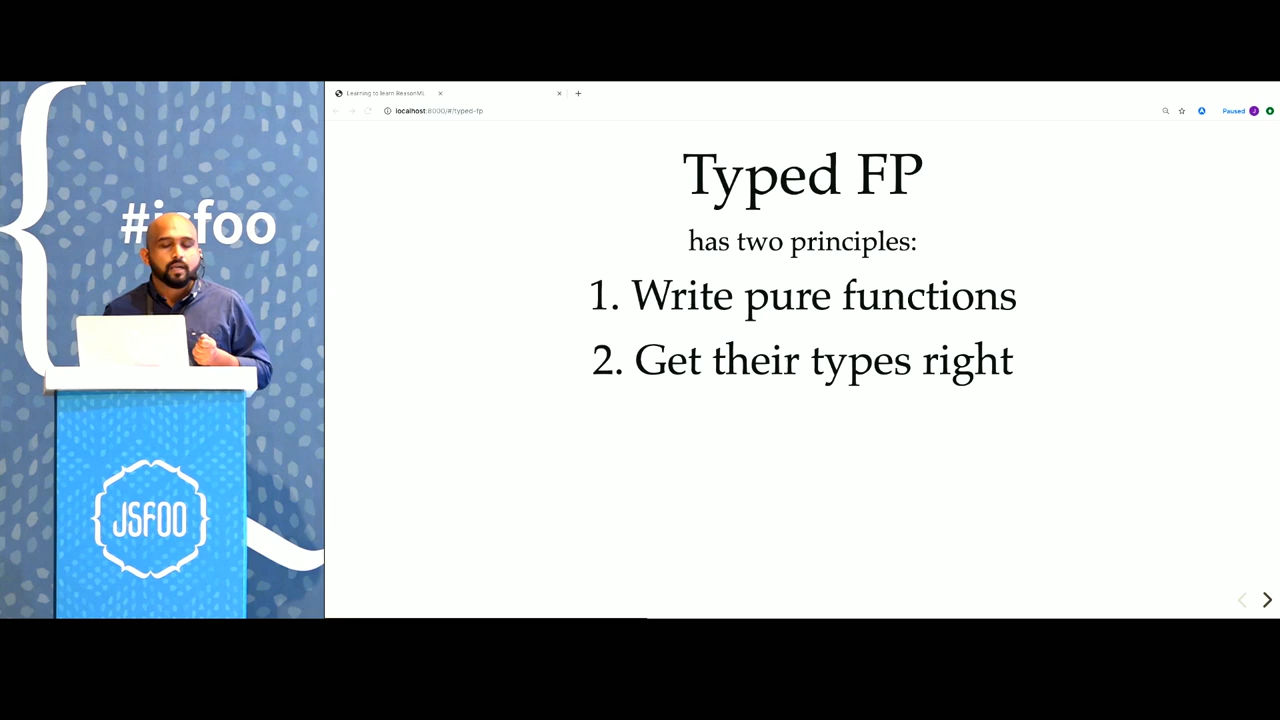 #jsfoo
JSFOO
Learning to learn ReasonML
localhost:8000/#/typed-fp
Paused
J
Typed FP
has two principles:
1. Write pure functions
2. Get their types right